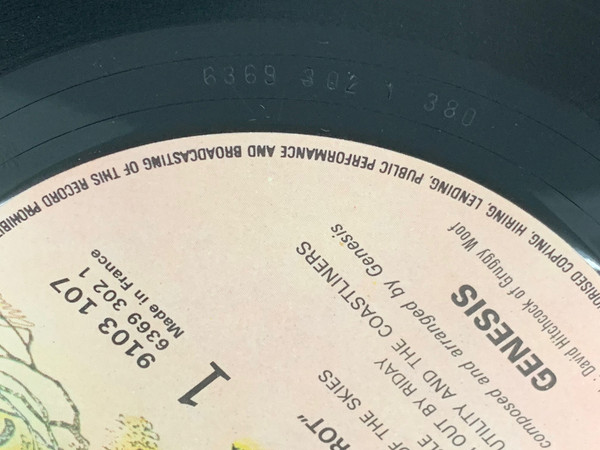 6369 302 1 380
ORISED COPYING, HIRING, LENDING, PUBLIC PERFORMANCE AND BROADCASTING OF THIS RECORD PROHIBI
9103 107
6369 302 1
Made in France
1
GENESIS
: David Hitchcock of Gruggy Woof
composed and arranged by Genesis
UTILITY AND THE COASTLINERS
OUT BY FRIDAY
OF THE SKIES
ROT"